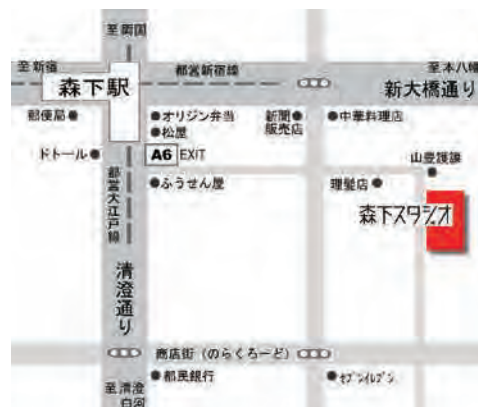 至両国
至新宿
都営新宿線
至本八幡
森下駅
新大橋通り
郵便局●
●オリジン弁当
●松屋
新聞●
販売店
●中華料理店
ドトール●
A6 EXIT
山豊護謨
●ふうせん屋
理髪店●
都営大江戸線
森下スタジオ
清澄通り
商店街（のらくろーど）
●都民銀行
●セブンイレブン
至清澄
白河